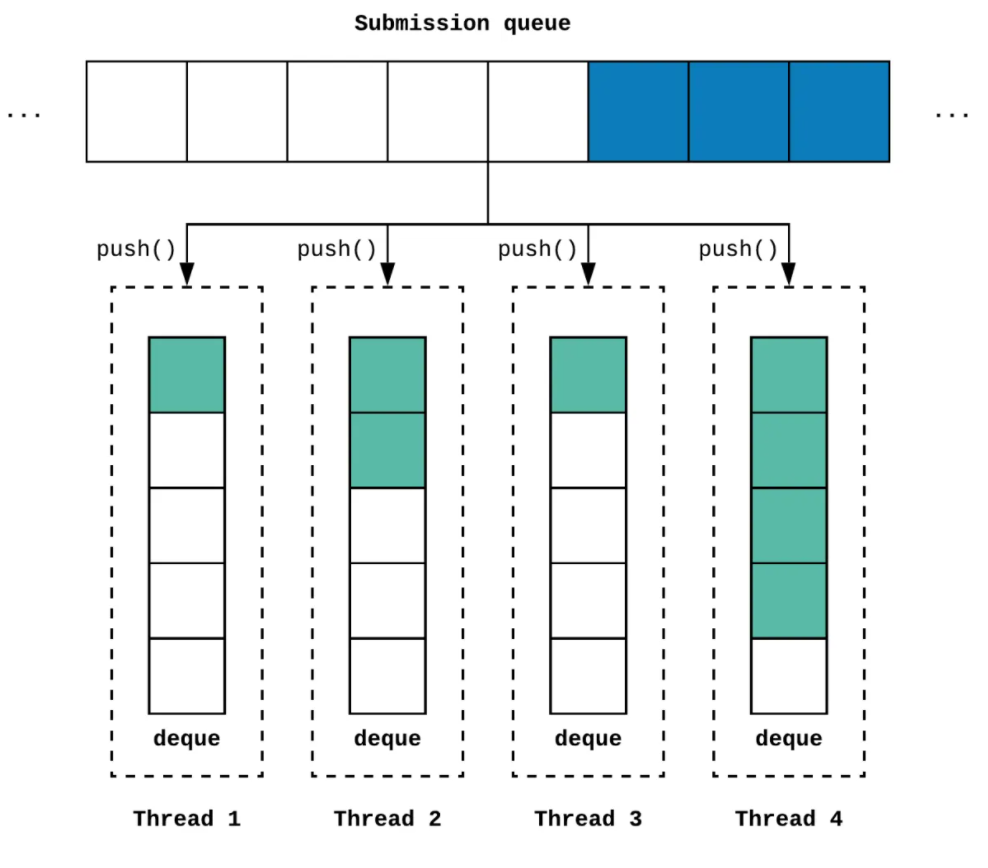 Submission queue
... ...
push() push() push() push()
deque deque deque deque
Thread 1 Thread 2 Thread 3 Thread 4